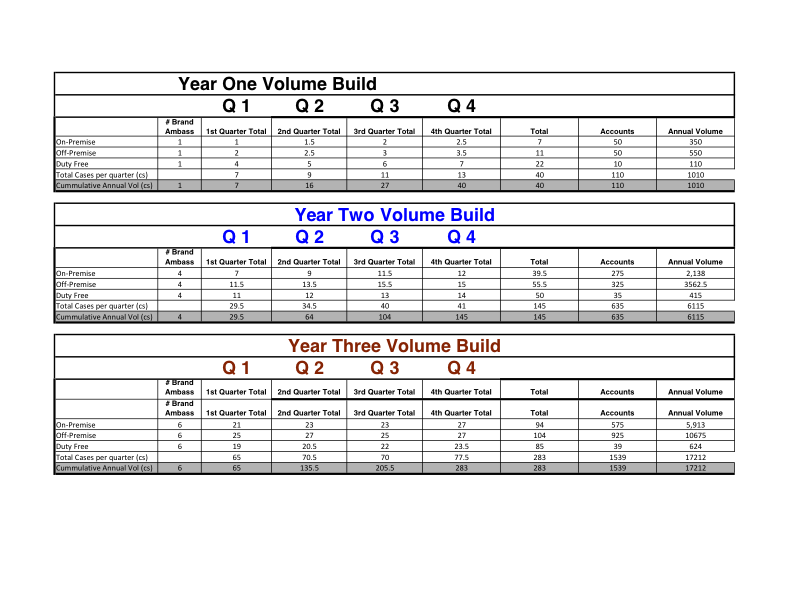 Year One Volume Build
Q 1 Q 2 Q 3 Q 4
# Brand Ambass 1st Quarter Total 2nd Quarter Total 3rd Quarter Total 4th Quarter Total Total Accounts Annual Volume
On-Premise 1 1 1.5 2 2.5 7 50 350
Off-Premise 1 2 2.5 3 3.5 11 50 550
Duty Free 1 4 5 6 7 22 10 110
Total Cases per quarter (cs) 7 9 11 13 40 110 1010
Cummulative Annual Vol (cs) 1 7 16 27 40 40 110 1010
Year Two Volume Build
Q 1 Q 2 Q 3 Q 4
# Brand Ambass 1st Quarter Total 2nd Quarter Total 3rd Quarter Total 4th Quarter Total Total Accounts Annual Volume
On-Premise 4 7 9 11.5 12 39.5 275 2,138
Off-Premise 4 11.5 13.5 15.5 15 55.5 325 3562.5
Duty Free 4 11 12 13 14 50 35 415
Total Cases per quarter (cs) 29.5 34.5 40 41 145 635 6115
Cummulative Annual Vol (cs) 4 29.5 64 104 145 145 635 6115
Year Three Volume Build
Q 1 Q 2 Q 3 Q 4
# Brand Ambass 1st Quarter Total 2nd Quarter Total 3rd Quarter Total 4th Quarter Total Total Accounts Annual Volume
# Brand Ambass 1st Quarter Total 2nd Quarter Total 3rd Quarter Total 4th Quarter Total Total Accounts Annual Volume
On-Premise 6 21 23 23 27 94 575 5,913
Off-Premise 6 25 27 25 27 104 925 10675
Duty Free 6 19 20.5 22 23.5 85 39 624
Total Cases per quarter (cs) 65 70.5 70 77.5 283 1539 17212
Cummulative Annual Vol (cs) 6 65 135.5 205.5 283 283 1539 17212